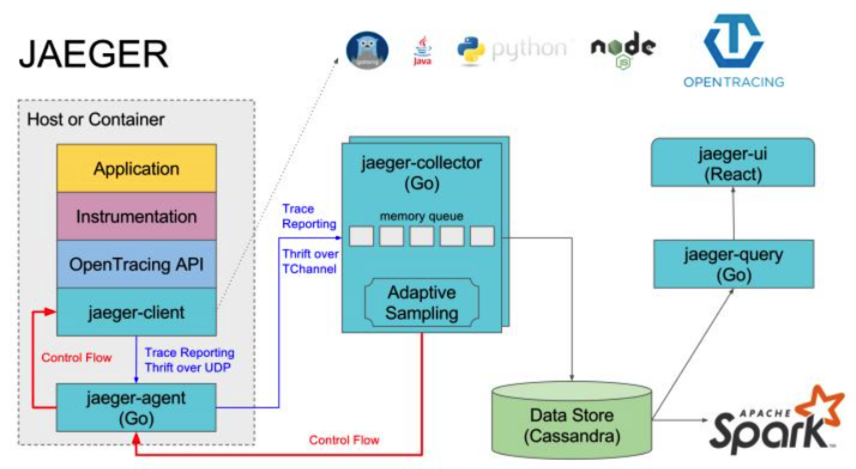 JAEGER
Java
python
node
JS
OPENTRACING
Host or Container
Application
Instrumentation
OpenTracing API
jaeger-client
Control Flow
Trace Reporting
Thrift over UDP
jaeger-agent
(Go)
Trace
Reporting
Thrift over
TChannel
jaeger-collector
(Go)
memory queue
Adaptive
Sampling
Control Flow
Data Store
(Cassandra)
jaeger-ui
(React)
jaeger-query
(Go)
APACHE
Spark